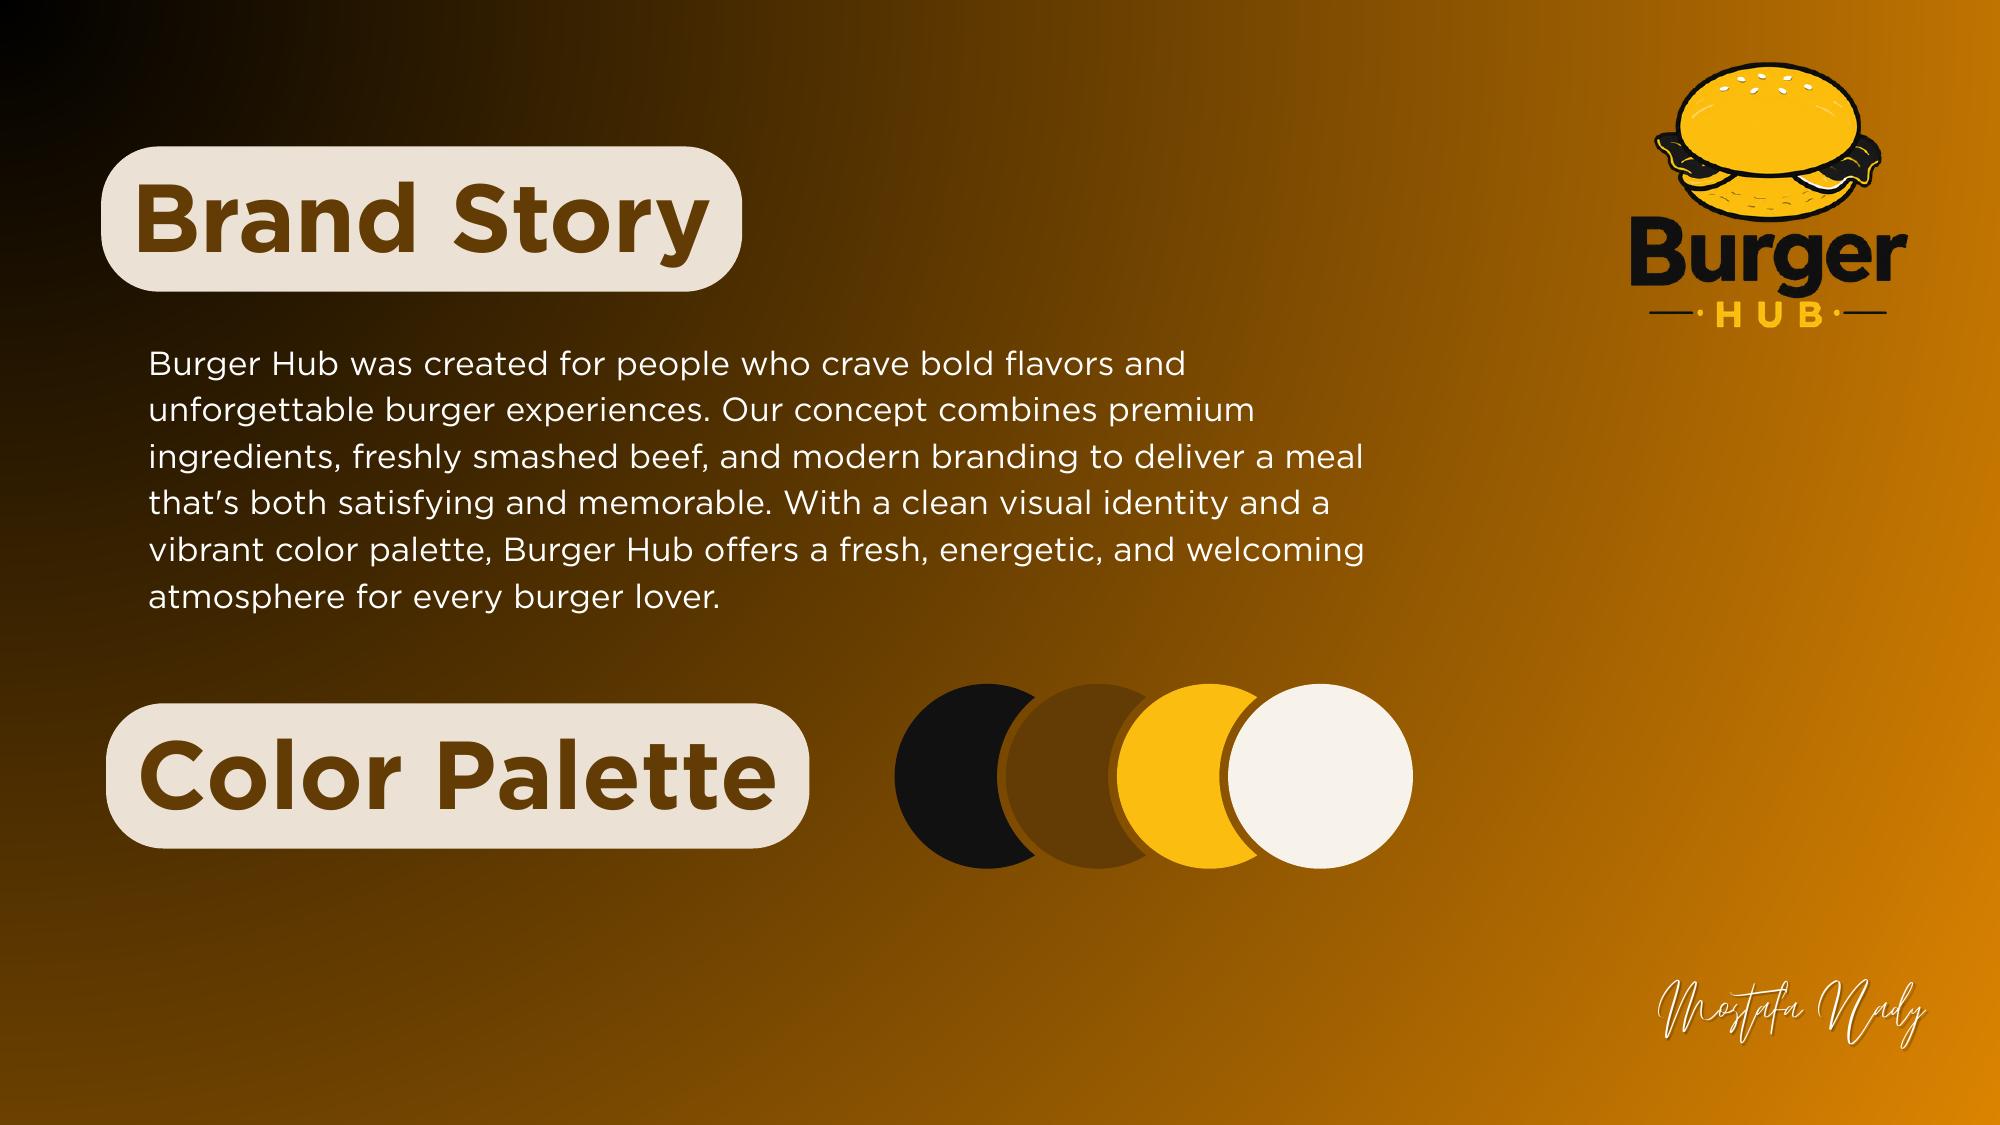 Brand Story
Burger
HUB
Burger Hub was created for people who crave bold flavors and
unforgettable burger experiences. Our concept combines premium
ingredients, freshly smashed beef, and modern branding to deliver a meal
that's both satisfying and memorable. With a clean visual identity and a
vibrant color palette, Burger Hub offers a fresh, energetic, and welcoming
atmosphere for every burger lover.
Color Palette
Mostafa Nady